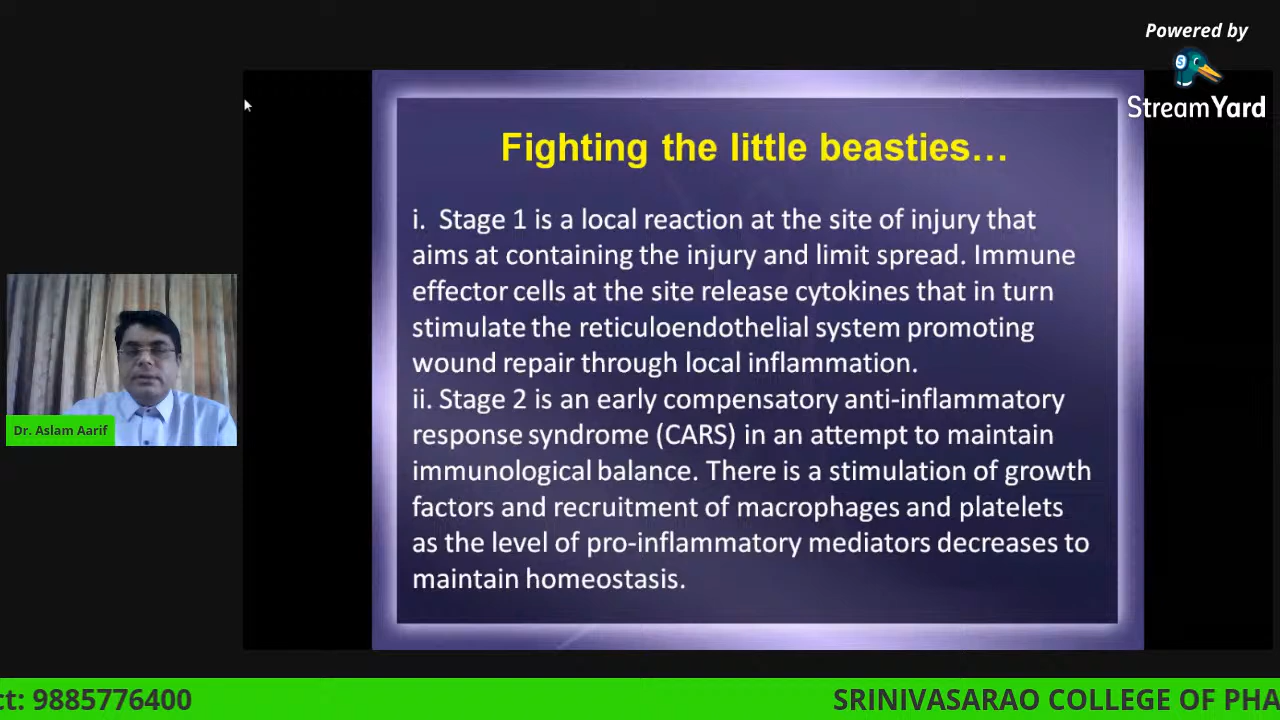 Powered by
StreamYard
Fighting the little beasties...
i. Stage 1 is a local reaction at the site of injury that
aims at containing the injury and limit spread. Immune
effector cells at the site release cytokines that in turn
stimulate the reticuloendothelial system promoting
wound repair through local inflammation.
ii. Stage 2 is an early compensatory anti-inflammatory
response syndrome (CARS) in an attempt to maintain
immunological balance. There is a stimulation of growth
factors and recruitment of macrophages and platelets
as the level of pro-inflammatory mediators decreases to
maintain homeostasis.
Dr. Aslam Aarif
ct: 9885776400 SRINIVASARAO COLLEGE OF PHA